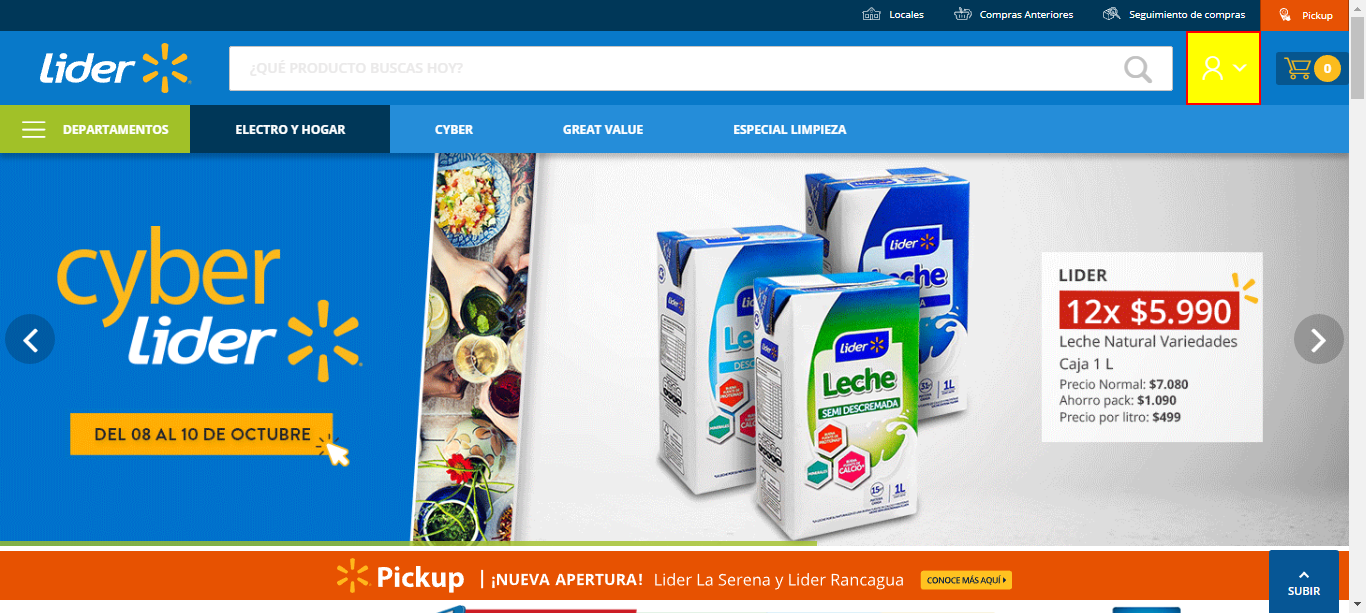 Locales
Compras Anteriores
Seguimiento de compras
Pickup
Lider
¿QUÉ PRODUCTO BUSCAS HOY?
0
DEPARTAMENTOS
ELECTRO Y HOGAR
CYBER
GREAT VALUE
ESPECIAL LIMPIEZA
cyber
lider
DEL 08 AL 10 DE OCTUBRE
lider
Leche
SEMI DESCREMADA
1L
1L
LIDER
12x $5.990
Leche Natural Variedades
Caja 1 L
Precio Normal: $7.080
Ahorro pack: $1.090
Precio por litro: $499
Pickup | ¡NUEVA APERTURA! Lider La Serena y Lider Rancagua
CONOCE MÁS AQUÍ
SUBIR